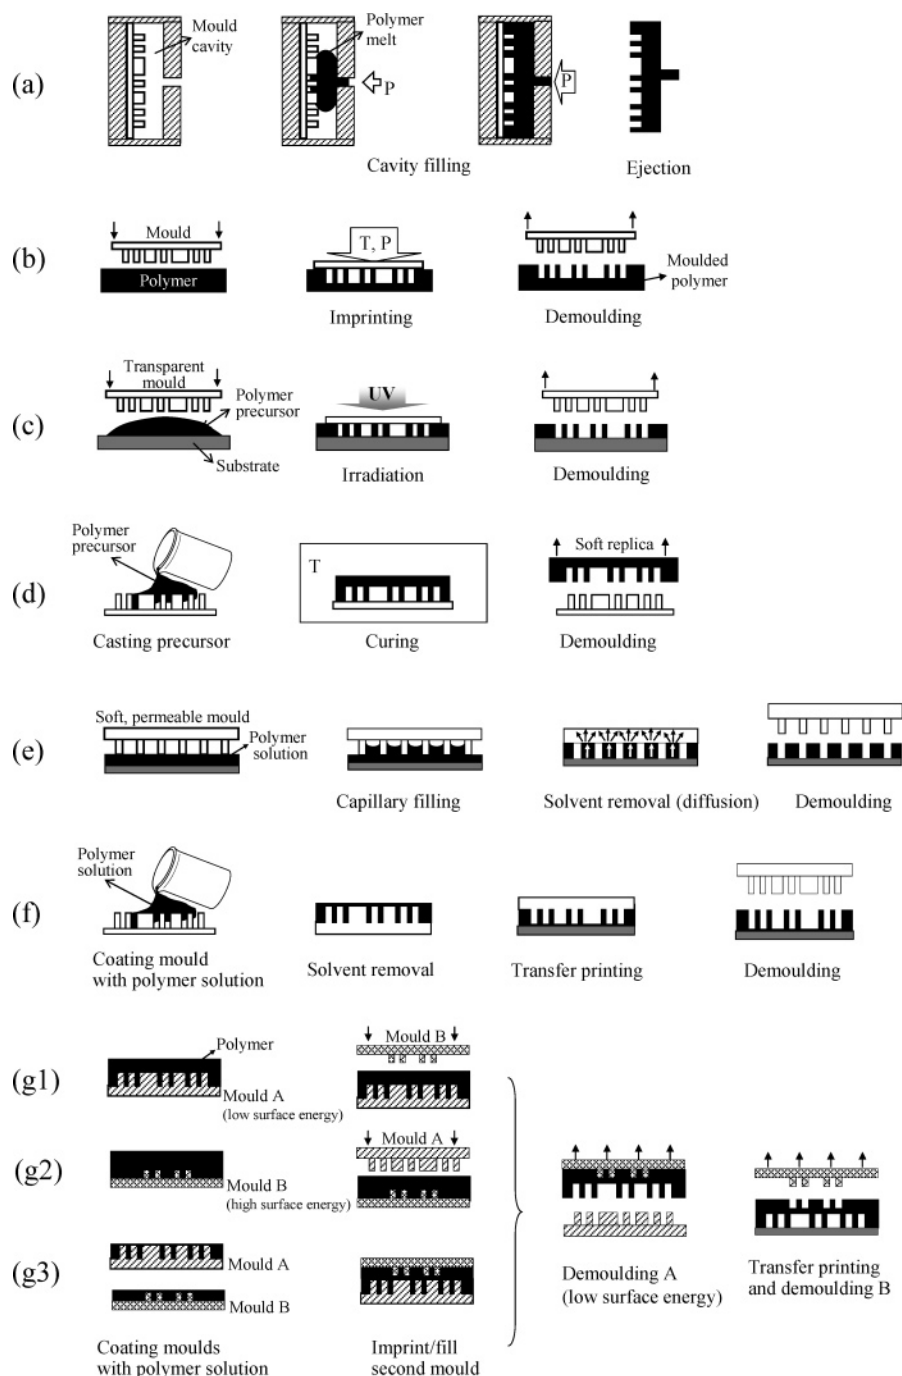 (a)
Mould
cavity
Polymer
melt
P
P
Cavity filling
Ejection
(b)
Mould
Polymer
T, P
Imprinting
Moulded
polymer
Demoulding
(c)
Transparent
mould
Polymer
precursor
Substrate
UV
Irradiation
Demoulding
(d)
Polymer
precursor
Casting precursor
T
Curing
Soft replica
Demoulding
(e)
Soft, permeable mould
Polymer
solution
Capillary filling
Solvent removal (diffusion)
Demoulding
(f)
Polymer
solution
Coating mould
with polymer solution
Solvent removal
Transfer printing
Demoulding
(g1)
Polymer
Mould A
(low surface energy)
Mould B
(g2)
Mould B
(high surface energy)
Mould A
(g3)
Mould A
Mould B
Coating moulds
with polymer solution
Imprint/fill
second mould
Demoulding A
(low surface energy)
Transfer printing
and demoulding B